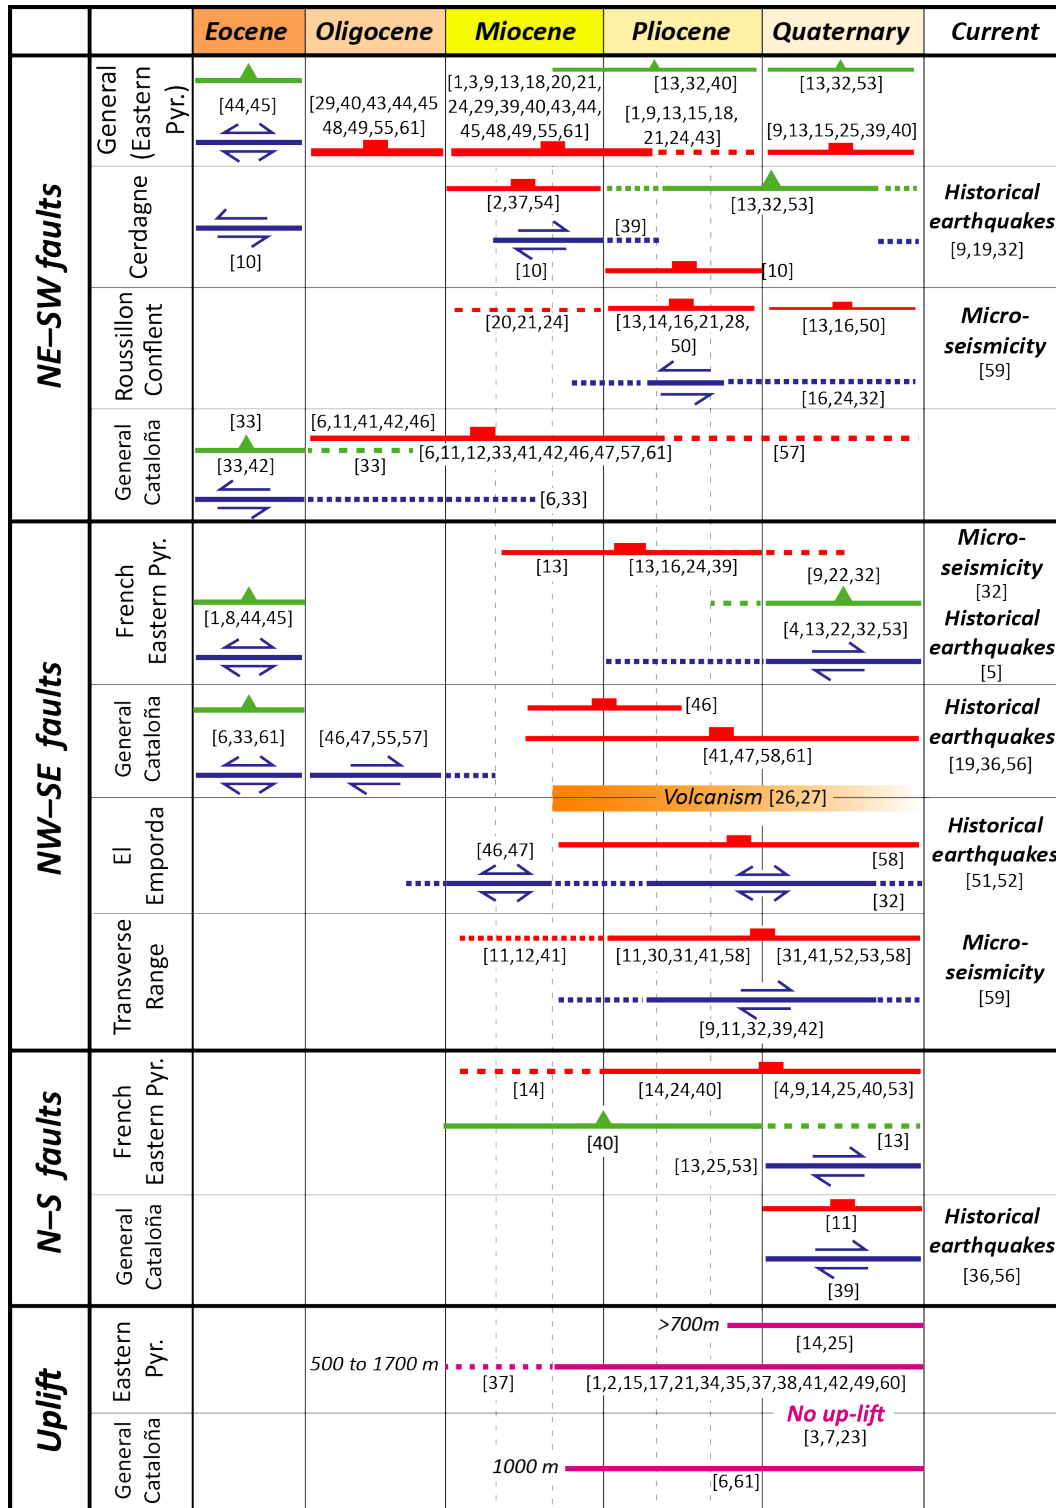 Eocene Oligocene Miocene Pliocene Quaternary Current
NE–SW faults
General
(Eastern
Pyr.)
[44,45]
[29,40,43,44,45
48,49,55,61]
[1,3,9,13,18,20,21,
24,29,39,40,43,44,
45,48,49,55,61]
[13,32,40]
[1,9,13,15,18,
21,24,43]
[13,32,53]
[9,13,15,25,39,40]
Cerdagne
[10]
[2,37,54]
[10]
[39]
[13,32,53]
[10]
Historical
earthquakes
[9,19,32]
Roussillon
Conflent
[20,21,24]
[13,14,16,21,28,
50]
[13,16,50]
[16,24,32]
Micro-
seismicity
[59]
General
Cataloña
[33]
[33,42]
[6,11,41,42,46]
[33]
[6,11,12,33,41,42,46,47,57,61]
[6,33]
[57]
NW–SE faults
French
Eastern Pyr.
[1,8,44,45]
[13]
[13,16,24,39]
[9,22,32]
[4,13,22,32,53]
Micro-
seismicity
[32]
Historical
earthquakes
[5]
General
Cataloña
[6,33,61]
[46,47,55,57]
[46]
[41,47,58,61]
Historical
earthquakes
[19,36,56]
Volcanism [26,27]
El
Emporda
[46,47]
[58]
[32]
Historical
earthquakes
[51,52]
Transverse
Range
[11,12,41]
[11,30,31,41,58]
[31,41,52,53,58]
[9,11,32,39,42]
Micro-
seismicity
[59]
N–S faults
French
Eastern Pyr.
[14]
[14,24,40]
[4,9,14,25,40,53]
[40]
[13]
[13,25,53]
General
Cataloña
[11]
[39]
Historical
earthquakes
[36,56]
Uplift
Eastern
Pyr.
>700m
[14,25]
500 to 1700 m
[37]
[1,2,15,17,21,34,35,37,38,41,42,49,60]
General
Cataloña
No up-lift
[3,7,23]
1000 m
[6,61]